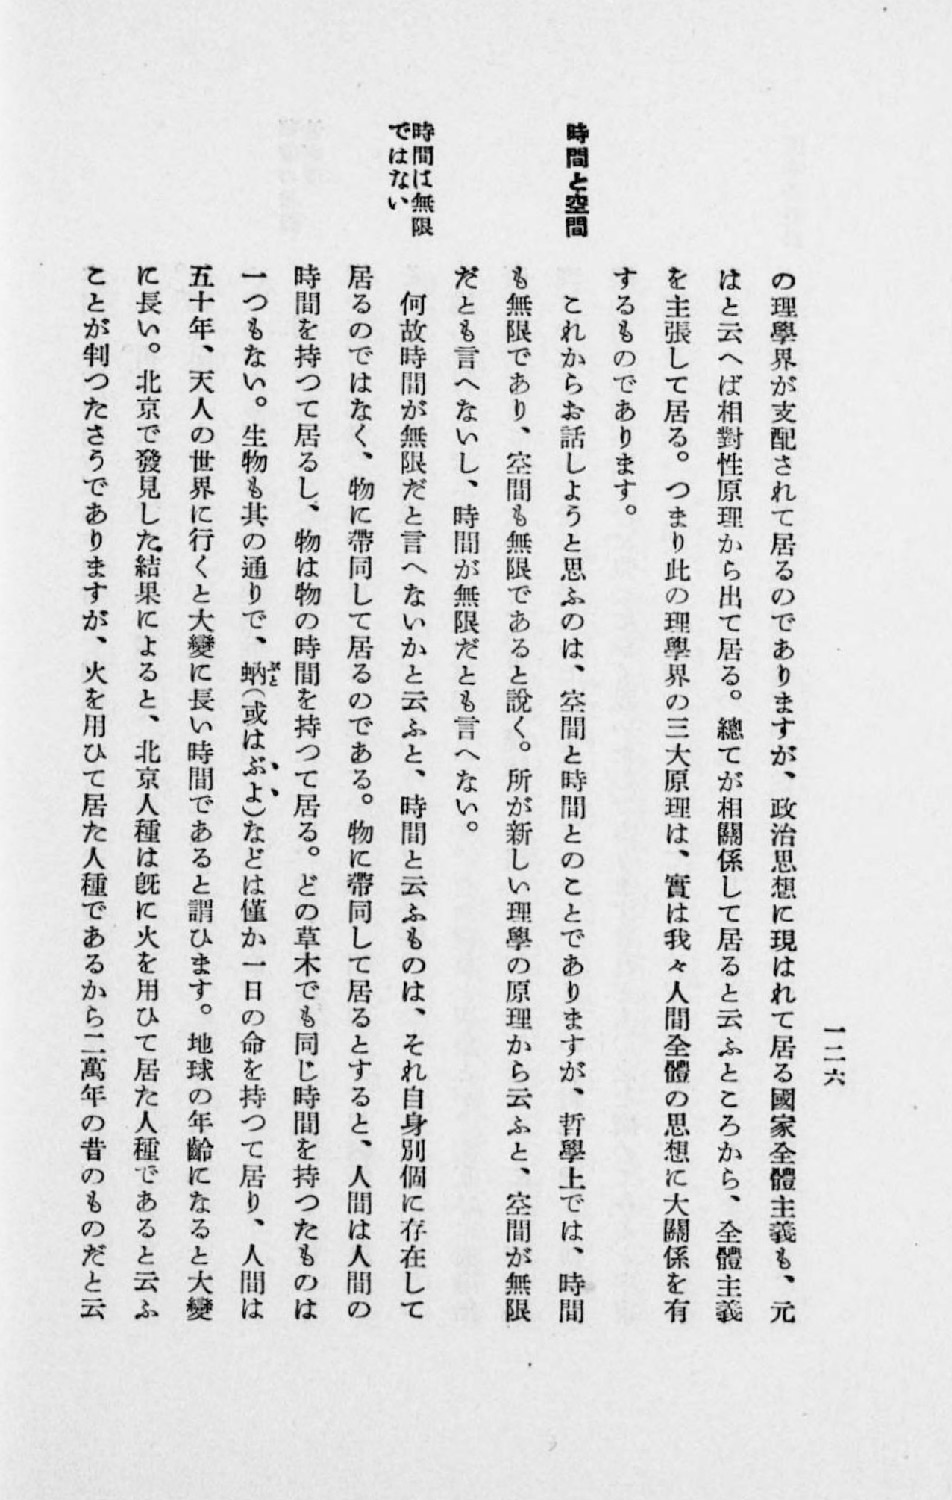 一二六
の理學界が支配されて居るのでありますが、政治思想に現はれて居る國家全體主義も、元
はと云へば相對性原理から出て居る。總てが相關係して居ると云ふところから、全體主義
を主張して居る。つまり此の理學界の三大原理は、實は我々人間全體の思想に大關係を有
するものであります。
時間と空間
これからお話しようと思ふのは、空間と時間とのことでありますが、哲學上では、時間
も無限であり、空間も無限であると說く。所が新しい理學の原理から云ふと、空間が無限
だとも言へないし、時間が無限だとも言へない。
時間は無限
ではない
何故時間が無限だと言へないかと云ふと、時間と云ふものは、それ自身別個に存在して
居るのではなく、物に帶同して居るのである。物に帶同して居るとすると、人間は人間の
時間を持つて居るし、物は物の時間を持つて居る。どの草木でも同じ時間を持つたものは
一つもない。生物も其の通りで、蚋(或はぶよ)などは僅か一日の命を持つて居り、人間は
五十年、天人の世界に行くと大變に長い時間であると謂ひます。地球の年齡になると大變
に長い。北京で發見した結果によると、北京人種は旣に火を用ひて居た人種であると云ふ
ことが判つたさうでありますが、火を用ひて居た人種であるから二萬年の昔のものだと云